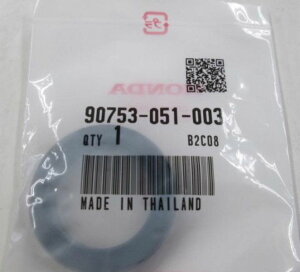 HONDA
90753-051-003
QTY 1 B2C08
MADE IN THAILAND